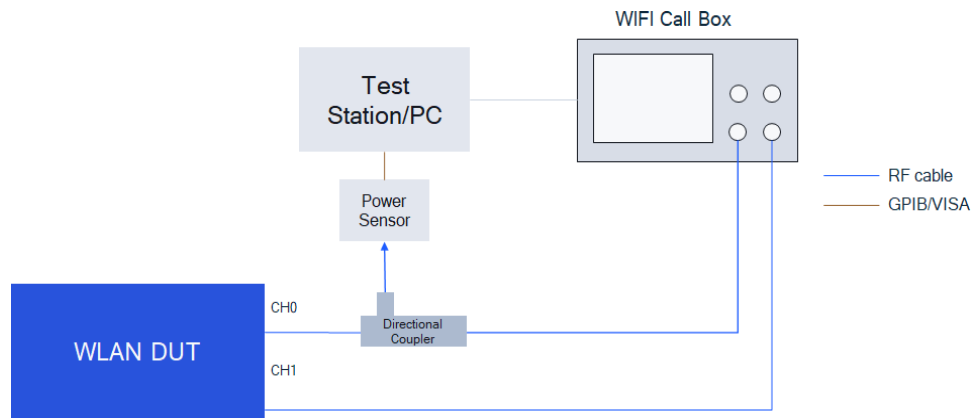 WIFI Call Box
Test
Station/PC
RF cable
GPIB/VISA
Power
Sensor
CH0
Directional
Coupler
WLAN DUT
CH1